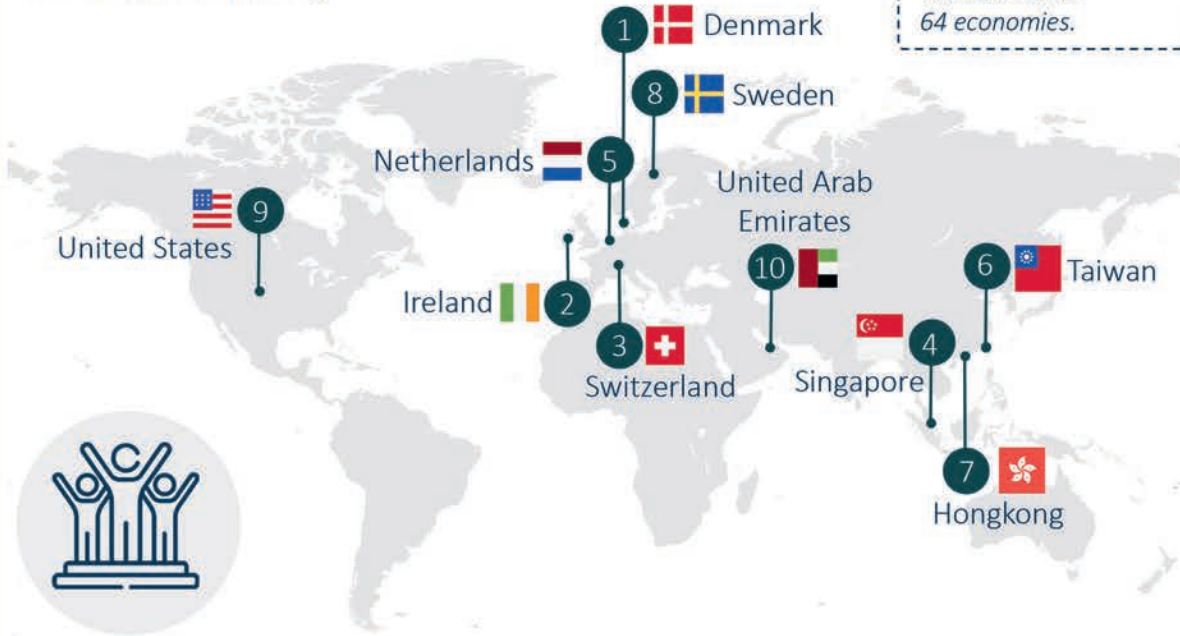 64 economies.
1
Denmark
8
Sweden
Netherlands
5
United Arab
Emirates
9
United States
10
6
Taiwan
Ireland
2
3
Switzerland
4
Singapore
7
Hongkong